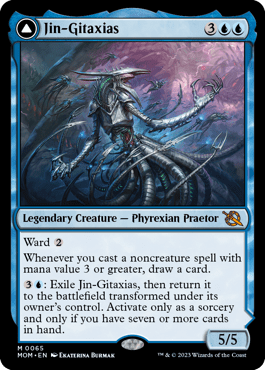 Jin-Gitaxias 3
Legendary Creature — Phyrexian Praetor
Ward 2
Whenever you cast a noncreature spell with
mana value 3 or greater, draw a card.
3: Exile Jin-Gitaxias, then return it
to the battlefield transformed under its
owner's control. Activate only as a sorcery
and only if you have seven or more cards
in hand.
5/5
M 0065
MOM • EN EKATERINA BURMAK ™ & © 2023 Wizards of the Coast